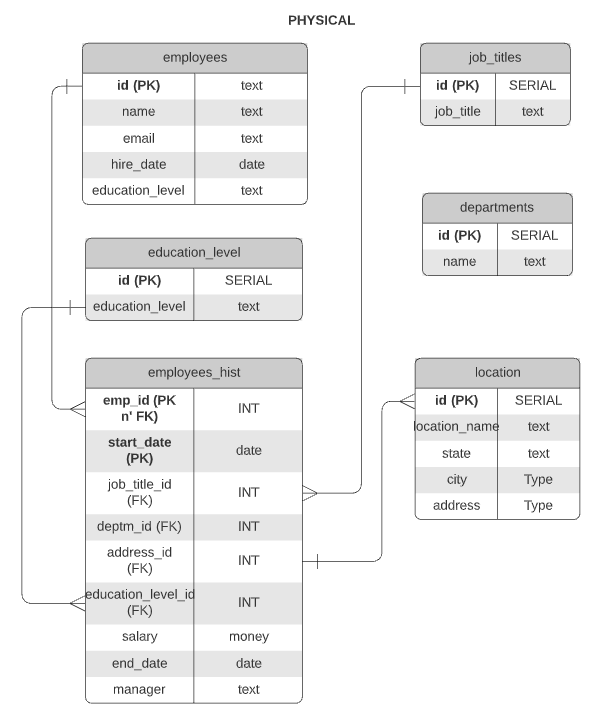 PHYSICAL
employees
id (PK) text
name text
email text
hire_date date
education_level text
job_titles
id (PK) SERIAL
job_title text
departments
id (PK) SERIAL
name text
education_level
id (PK) SERIAL
education_level text
employees_hist
emp_id (PK
n' FK) INT
start_date
(PK) date
job_title_id
(FK) INT
deptm_id (FK) INT
address_id
(FK) INT
education_level_id
(FK) INT
salary money
end_date date
manager text
location
id (PK) SERIAL
location_name text
state text
city Type
address Type